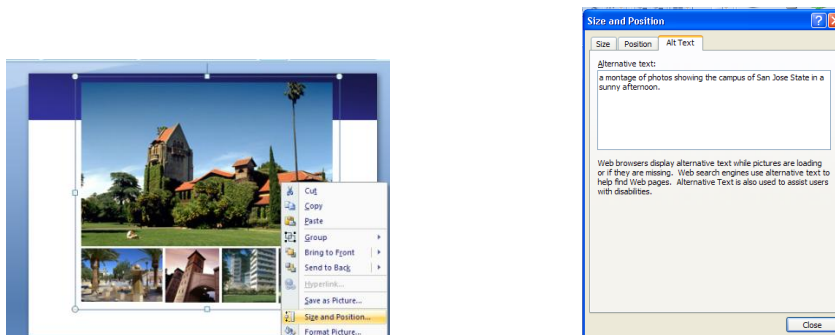 Cut
Copy
Paste
Group
Bring to Front
Send to Back
Hyperlink...
Save as Picture...
Size and Position...
Format Picture...
Size and Position
Size Position Alt Text
Alternative text:
a montage of photos showing the campus of San Jose State in a
sunny afternoon.
Web browsers display alternative text while pictures are loading
or if they are missing. Web search engines use alternative text to
help find Web pages. Alternative Text is also used to assist users
with disabilities.
Close